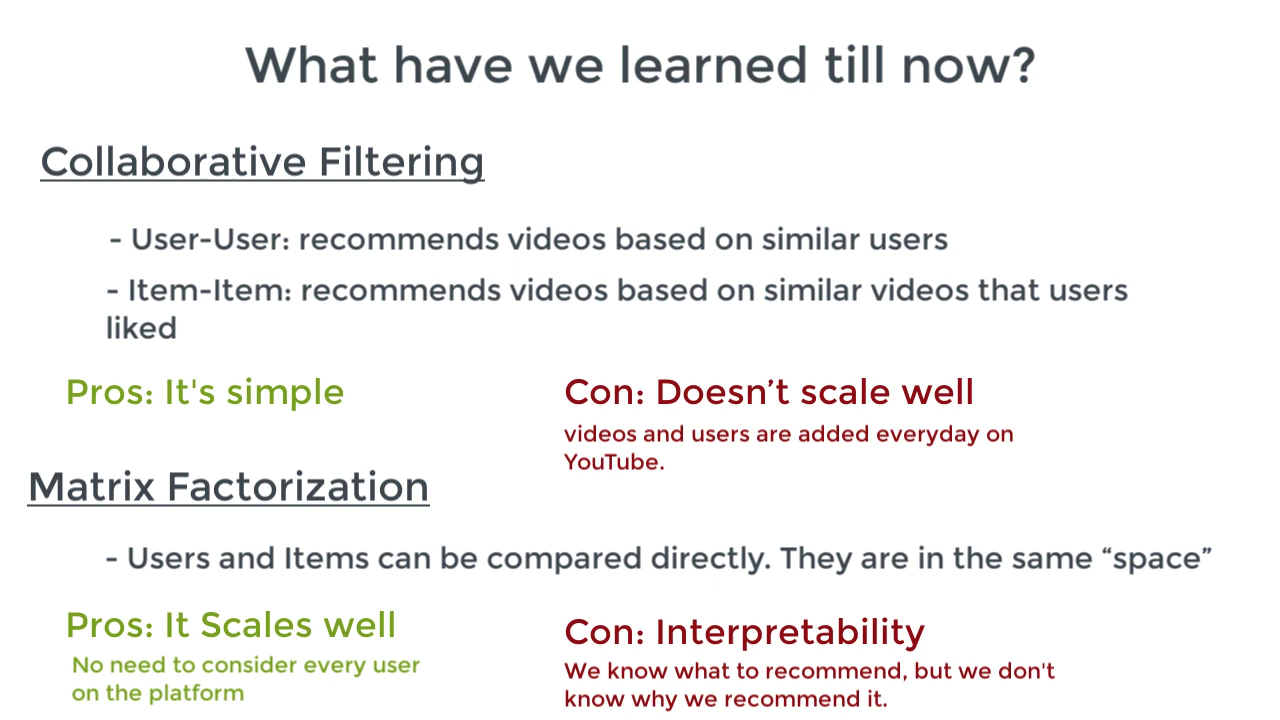 What have we learned till now?
Collaborative Filtering
- User-User: recommends videos based on similar users
- Item-Item: recommends videos based on similar videos that users
liked
Pros: It's simple
Con: Doesn’t scale well
videos and users are added everyday on
YouTube.
Matrix Factorization
- Users and Items can be compared directly. They are in the same “space”
Pros: It Scales well
No need to consider every user
on the platform
Con: Interpretability
We know what to recommend, but we don't
know why we recommend it.